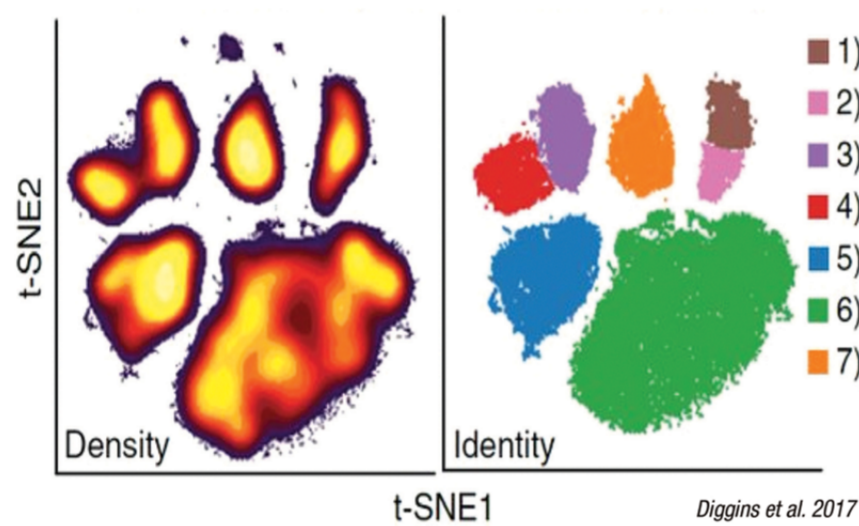 t-SNE2
Density
Identity
t-SNE1
1)
2)
3)
4)
5)
6)
7)
Diggins et al. 2017